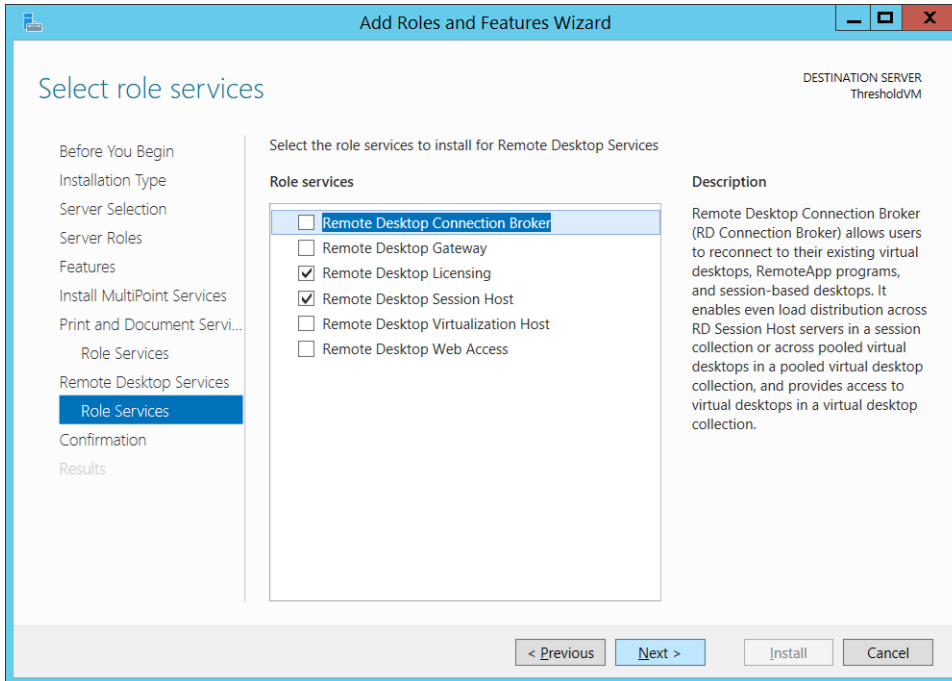 Add Roles and Features Wizard
Select role services
DESTINATION SERVER
ThresholdVM
Before You Begin
Installation Type
Server Selection
Server Roles
Features
Install MultiPoint Services
Print and Document Servi...
Role Services
Remote Desktop Services
Role Services
Confirmation
Results
Select the role services to install for Remote Desktop Services
Role services
Remote Desktop Connection Broker
Remote Desktop Gateway
Remote Desktop Licensing
Remote Desktop Session Host
Remote Desktop Virtualization Host
Remote Desktop Web Access
Description
Remote Desktop Connection Broker
(RD Connection Broker) allows users
to reconnect to their existing virtual
desktops, RemoteApp programs,
and session-based desktops. It
enables even load distribution across
RD Session Host servers in a session
collection or across pooled virtual
desktops in a pooled virtual desktop
collection, and provides access to
virtual desktops in a virtual desktop
collection.
< Previous
Next >
Install
Cancel